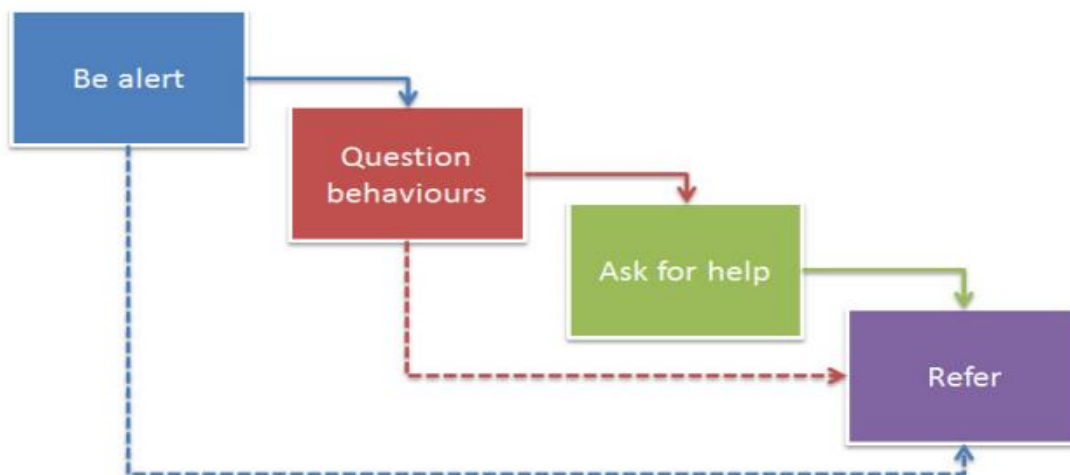 Be alert
Question
behaviours
Ask for help
Refer